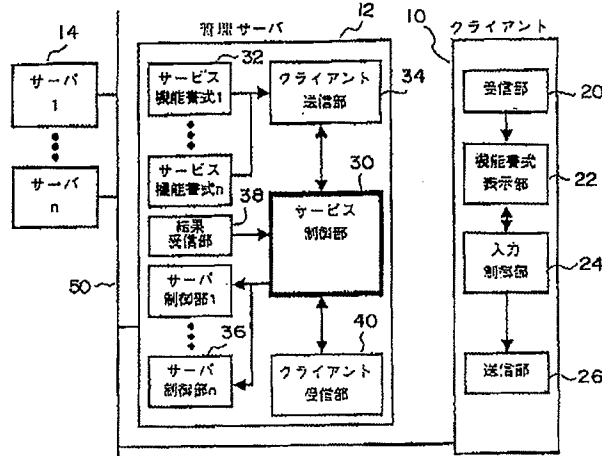 14
サーバ
1
サーバ
n
50
管理サーバ
12
サービス
機能書式1
32
サービス
機能書式n
38
結果
受信部
サーバ
制御部1
36
サーバ
制御部n
クライアント
送信部
34
30
サービス
制御部
40
クライアント
受信部
10
クライアント
受信部
20
機能書式
表示部
22
入力
制御部
24
送信部
26